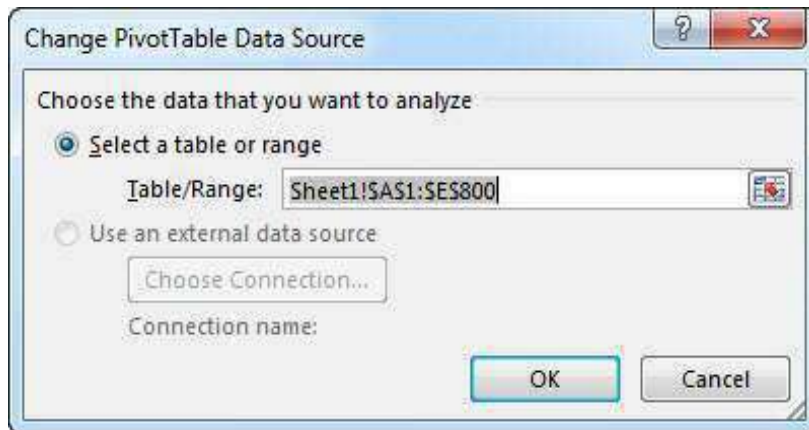 Change PivotTable Data Source
?
Choose the data that you want to analyze
Select a table or range
Table/Range: Sheet1!$A$1:$E$800
Use an external data source
Choose Connection...
Connection name:
OK Cancel